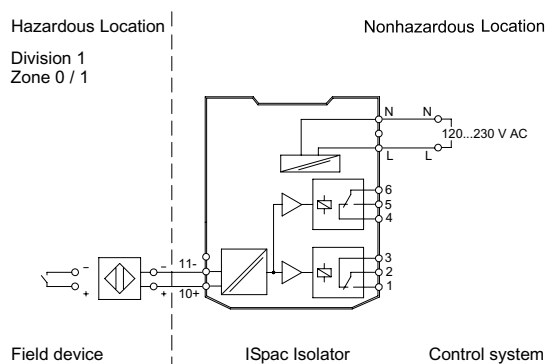 Hazardous Location
Nonhazardous Location
Division 1
Zone 0 / 1
N N
120...230 V AC
L L
6
5
4
3
11-
2
10+
1
− −
+ +
Field device
ISpac Isolator
Control system